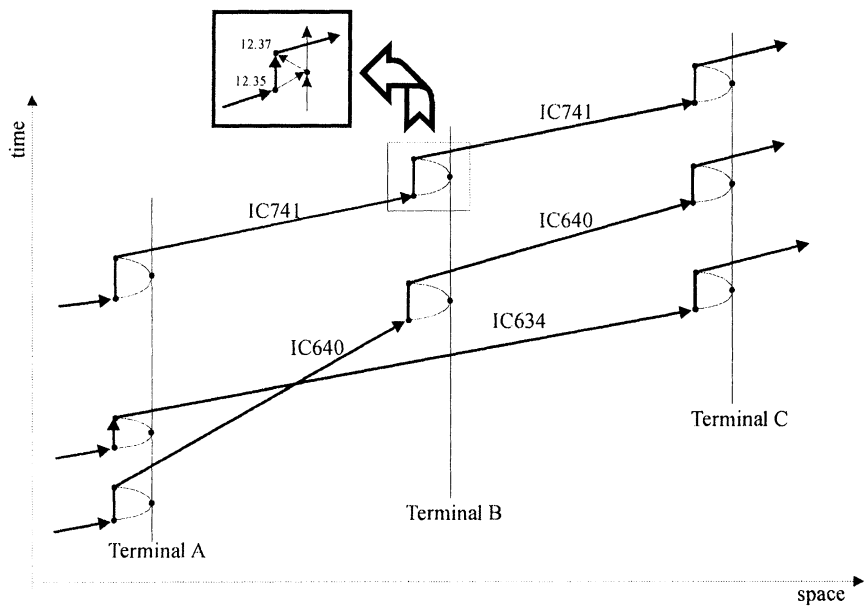 12.37
12.35
time
IC741
IC741
IC640
IC634
IC640
Terminal C
Terminal B
Terminal A
space